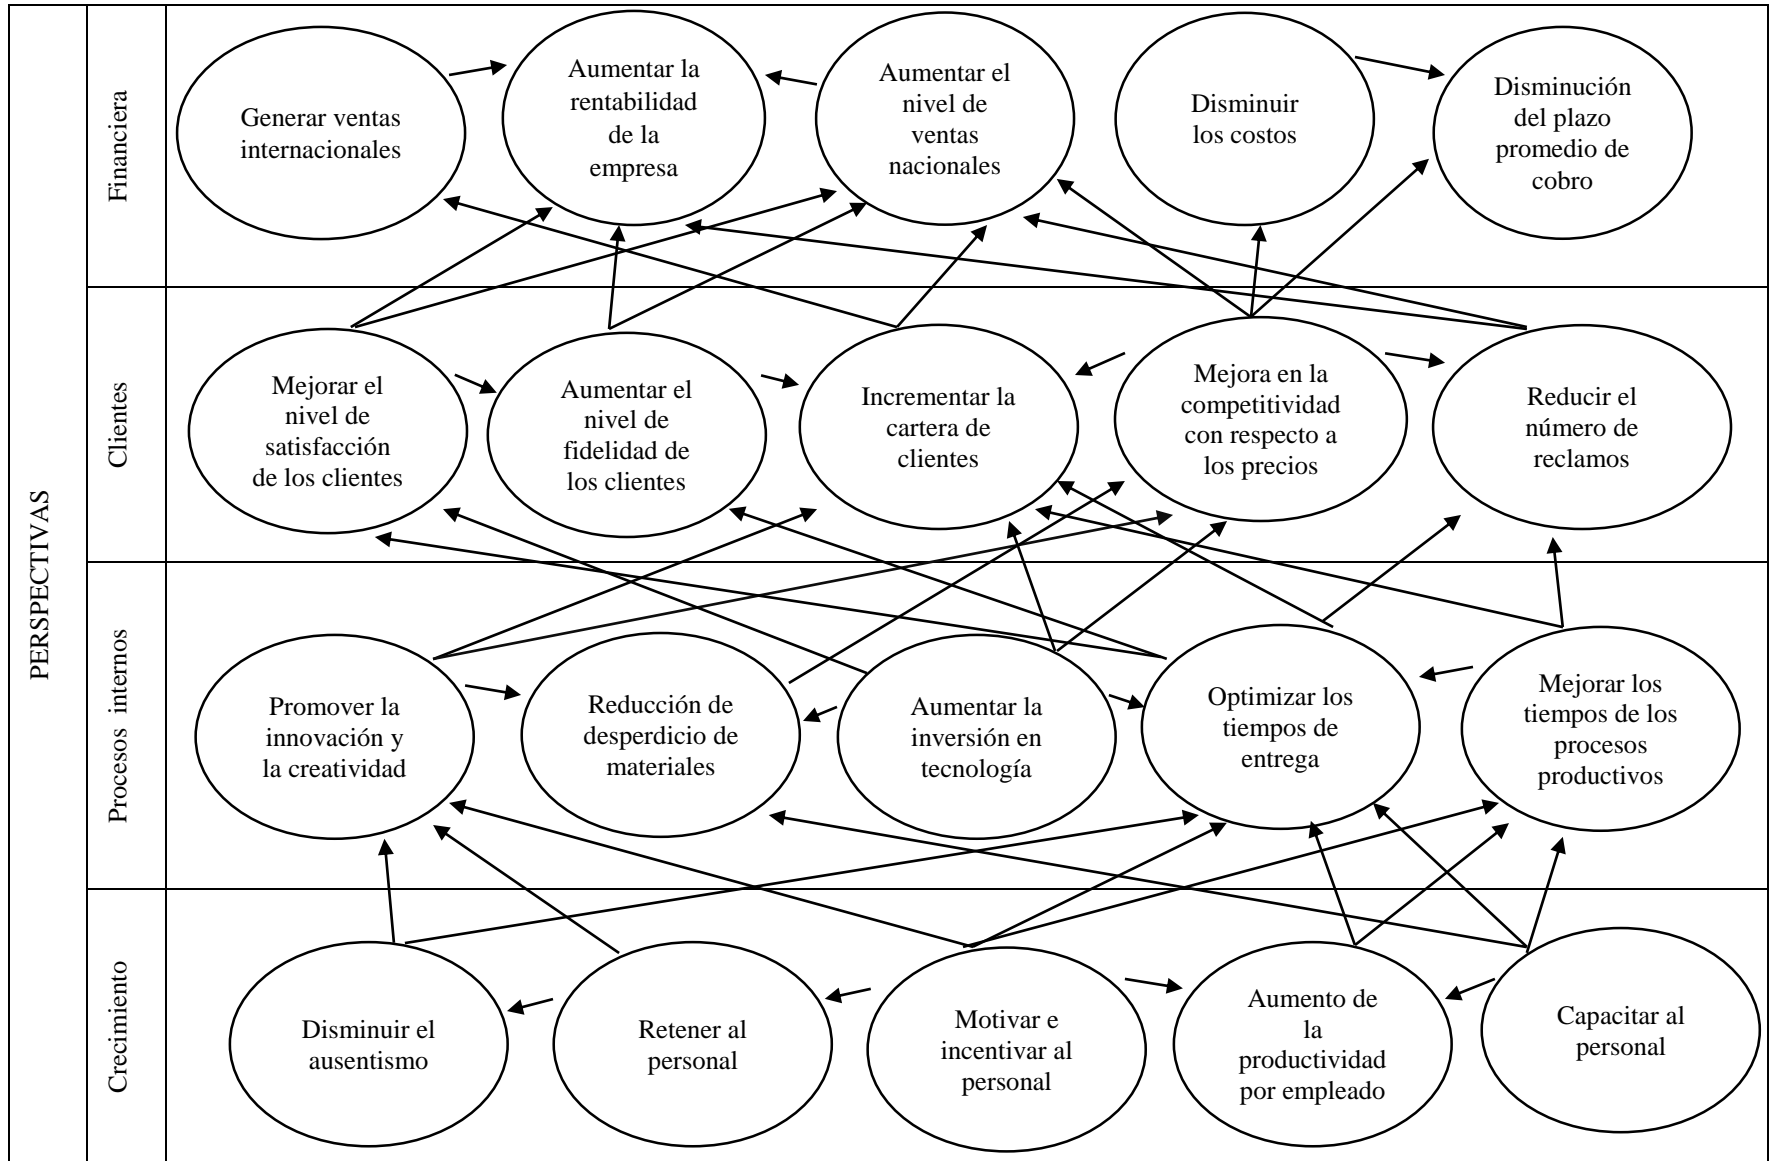 PERSPECTIVAS
Financiera
Generar ventas
internacionales
Aumentar la
rentabilidad
de la
empresa
Aumentar el
nivel de
ventas
nacionales
Disminuir
los costos
Disminución
del plazo
promedio de
cobro
Clientes
Mejorar el
nivel de
satisfacción
de los clientes
Aumentar el
nivel de
fidelidad de
los clientes
Incrementar la
cartera de
clientes
Mejora en la
competitividad
con respecto a
los precios
Reducir el
número de
reclamos
Procesos internos
Promover la
innovación y
la creatividad
Reducción de
desperdicio de
materiales
Aumentar la
inversión en
tecnología
Optimizar los
tiempos de
entrega
Mejorar los
tiempos de los
procesos
productivos
Crecimiento
Disminuir el
ausentismo
Retener al
personal
Motivar e
incentivar al
personal
Aumento de
la
productividad
por empleado
Capacitar al
personal